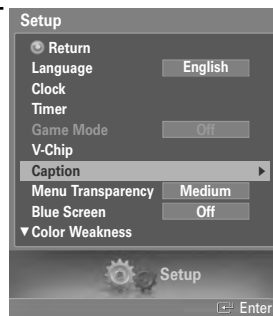 Setup
Return
Language English
Clock
Timer
Game Mode Off
V-Chip
Caption ►
Menu Transparency Medium
Blue Screen Off
▼Color Weakness
Setup
Enter